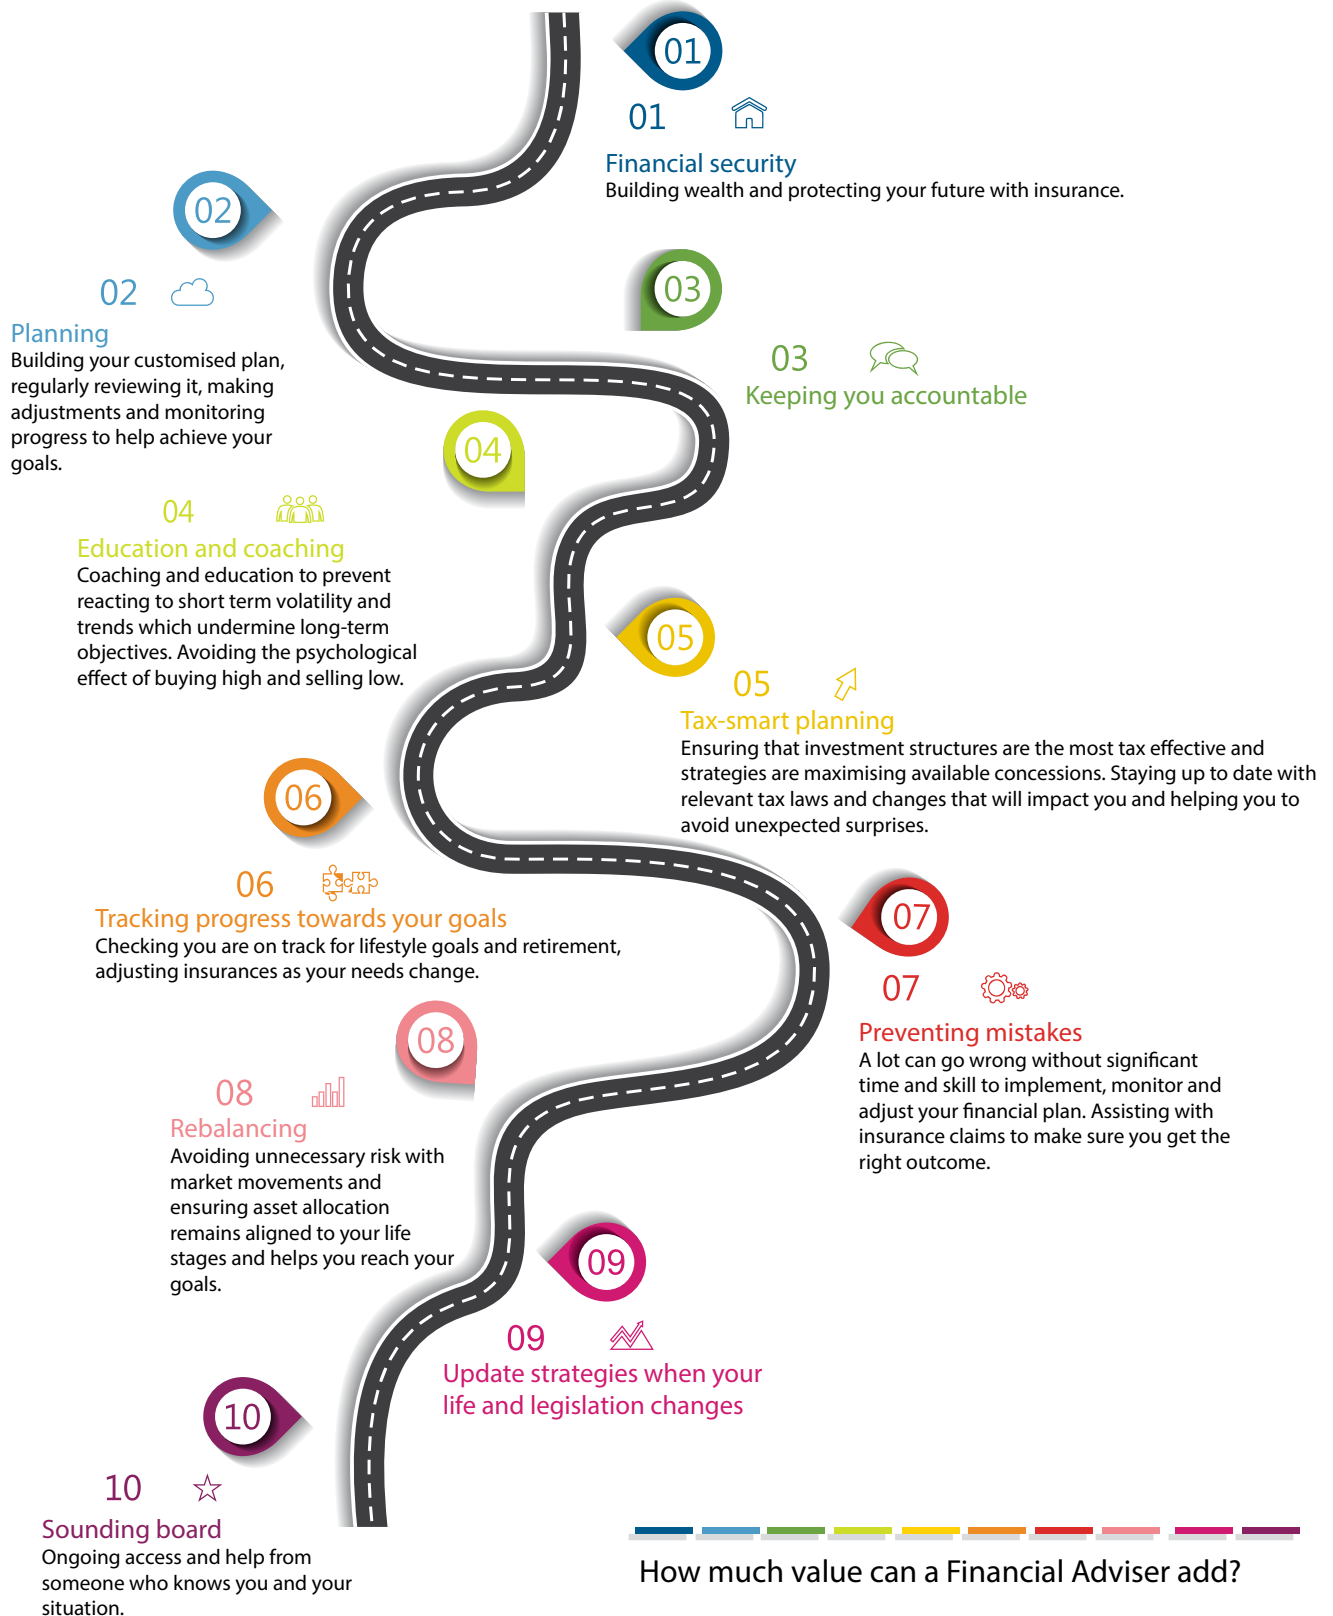 01
01
Financial security
Building wealth and protecting your future with insurance.
02
02
Planning
Building your customised plan,
regularly reviewing it, making
adjustments and monitoring
progress to help achieve your
goals.
03
03
Keeping you accountable
04
04
Education and coaching
Coaching and education to prevent
reacting to short term volatility and
trends which undermine long-term
objectives. Avoiding the psychological
effect of buying high and selling low.
05
05
Tax-smart planning
Ensuring that investment structures are the most tax effective and
strategies are maximising available concessions. Staying up to date with
relevant tax laws and changes that will impact you and helping you to
avoid unexpected surprises.
06
06
Tracking progress towards your goals
Checking you are on track for lifestyle goals and retirement,
adjusting insurances as your needs change.
07
07
Preventing mistakes
A lot can go wrong without significant
time and skill to implement, monitor and
adjust your financial plan. Assisting with
insurance claims to make sure you get the
right outcome.
08
08
Rebalancing
Avoiding unnecessary risk with
market movements and
ensuring asset allocation
remains aligned to your life
stages and helps you reach your
goals.
09
09
Update strategies when your
life and legislation changes
10
10
Sounding board
Ongoing access and help from
someone who knows you and your
situation.
How much value can a Financial Adviser add?